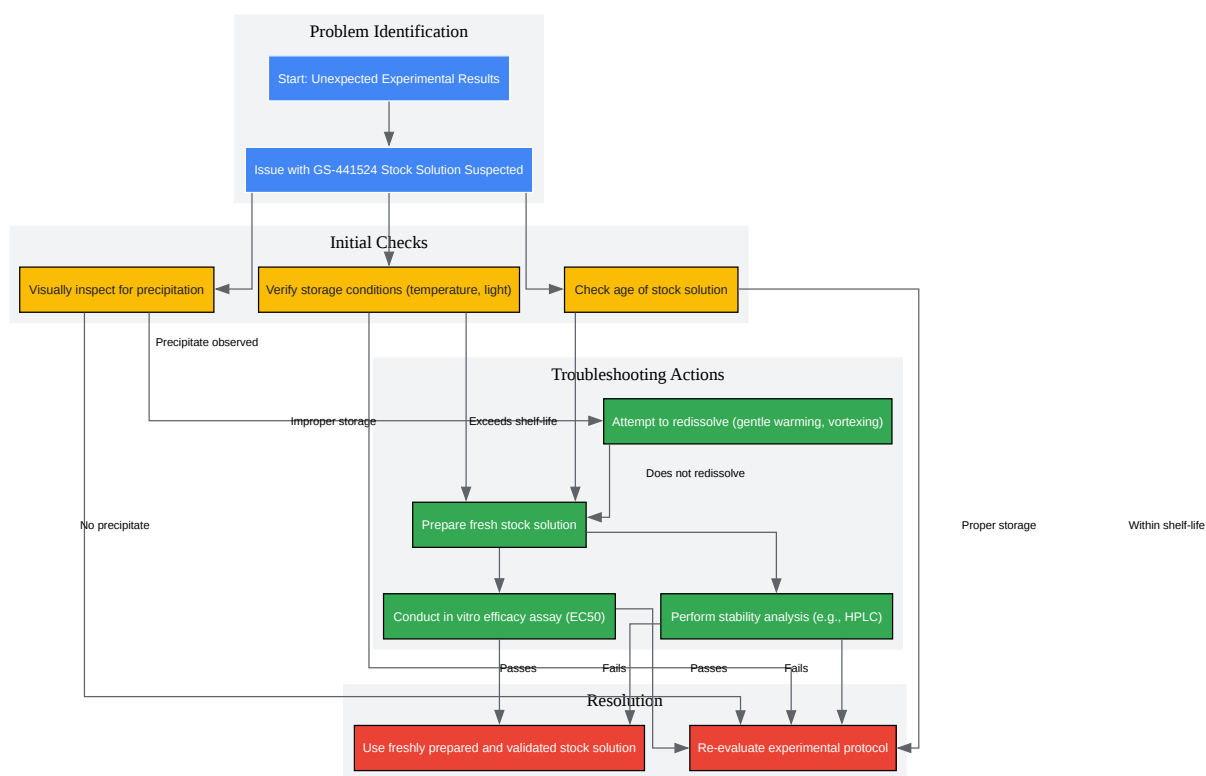 Problem Identification
Start: Unexpected Experimental Results
Issue with GS-441524 Stock Solution Suspected
Initial Checks
Visually inspect for precipitation
Verify storage conditions (temperature, light)
Check age of stock solution
Precipitate observed
Troubleshooting Actions
Improper storage
Exceeds shelf-life
Attempt to redissolve (gentle warming, vortexing)
Does not redissolve
No precipitate
Prepare fresh stock solution
Proper storage
Within shelf-life
Conduct in vitro efficacy assay (EC50)
Perform stability analysis (e.g., HPLC)
Passes
Fails
Passes
Fails
Resolution
Use freshly prepared and validated stock solution
Re-evaluate experimental protocol